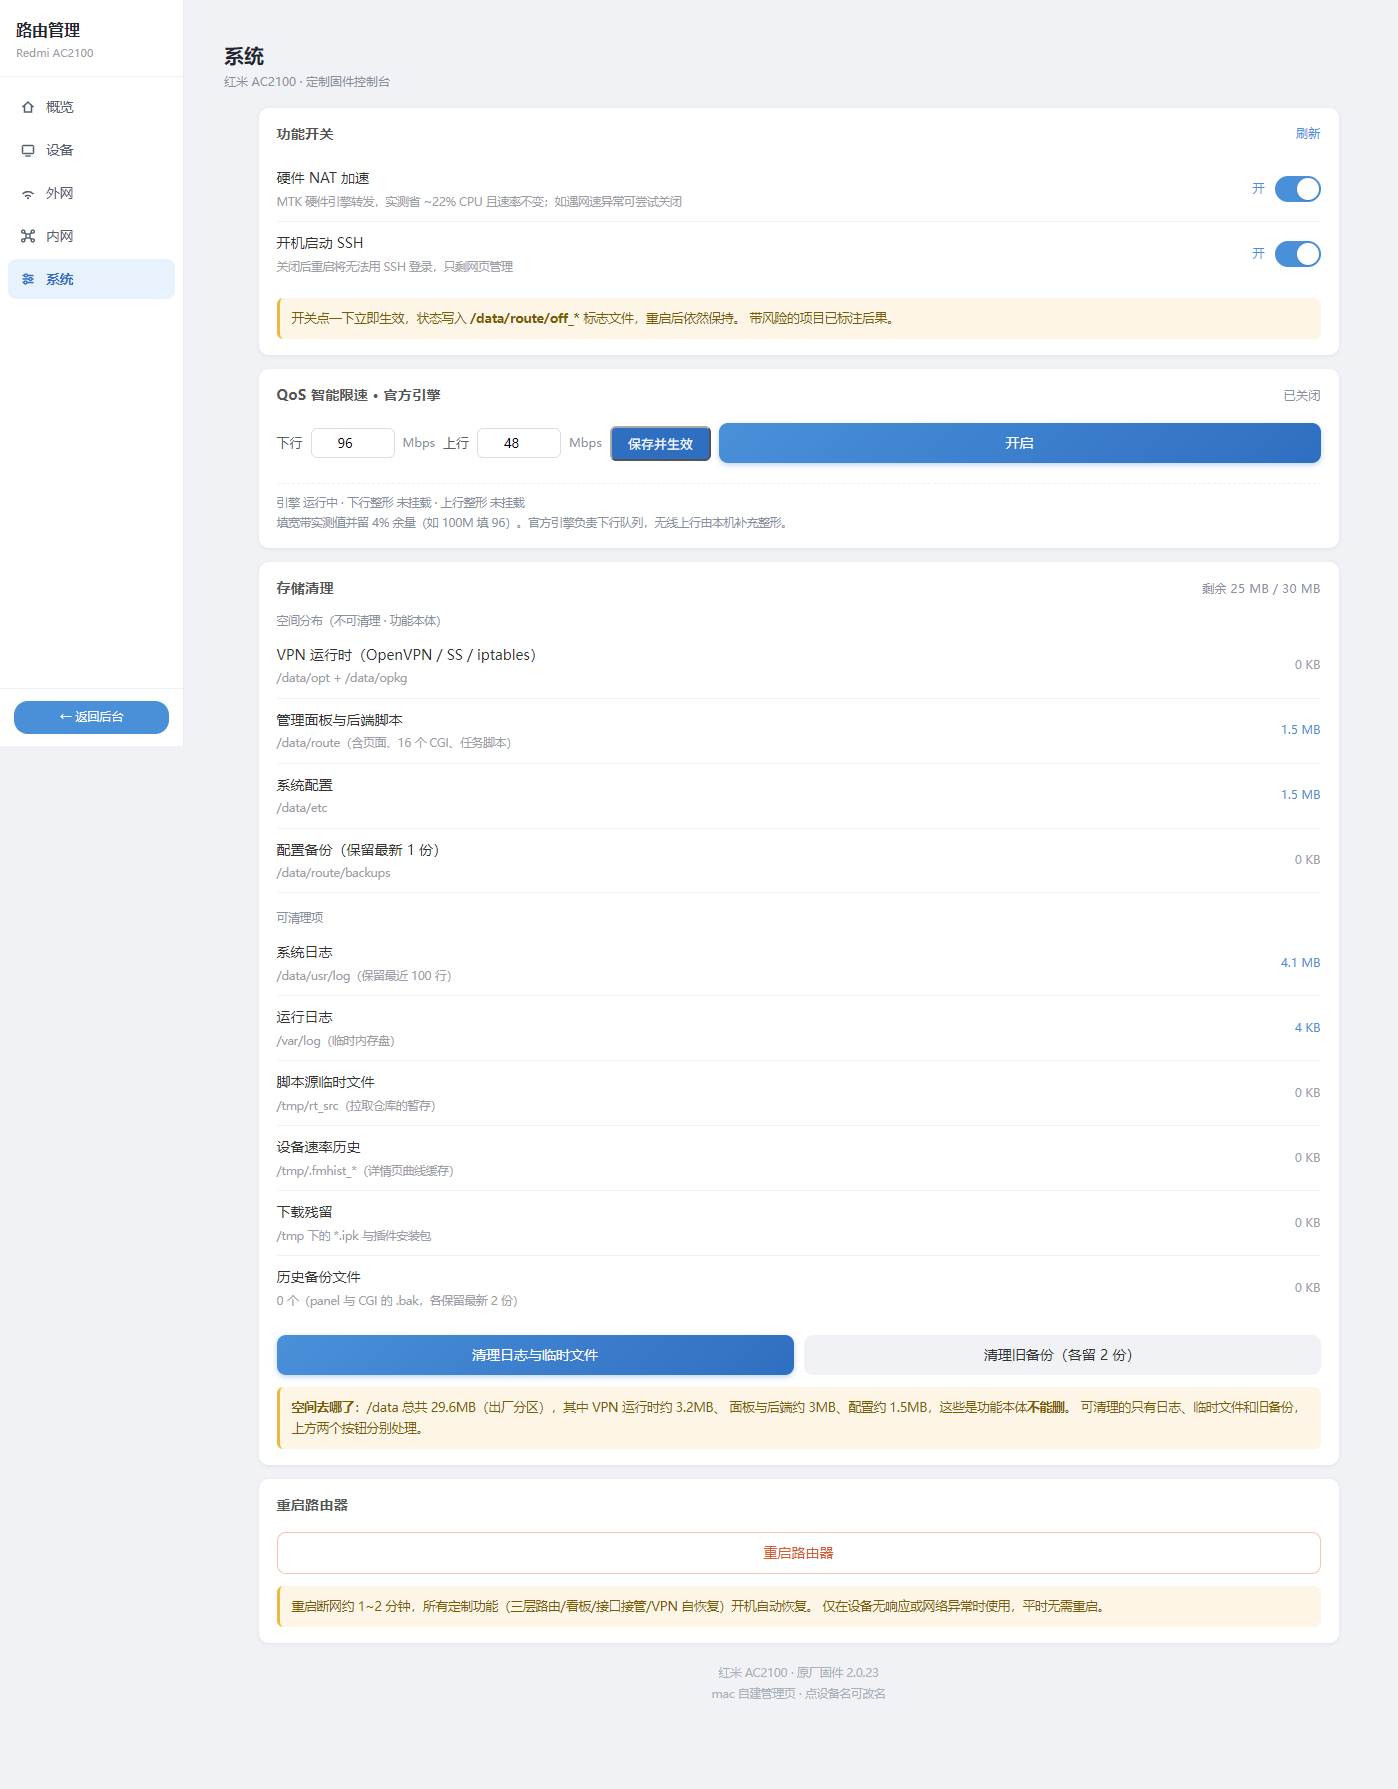 路由管理
Redmi AC2100
概览
设备
外网
内网
系统
← 返回后台
系统
红米 AC2100 · 定制固件控制台
功能开关
刷新
硬件 NAT 加速
MTK 硬件引擎转发，实测省 ~22% CPU 且速率不变；如遇网速异常可尝试关闭
开
开机启动 SSH
关闭后重启将无法用 SSH 登录，只剩网页管理
开
开关点一下立即生效，状态写入 /data/route/off_* 标志文件，重启后依然保持。 带风险的项目已标注后果。
QoS 智能限速 • 官方引擎
已关闭
下行 96 Mbps 上行 48 Mbps 保存并生效 开启
引擎 运行中 · 下行整形 未挂载 · 上行整形 未挂载
填宽带实测值并留 4% 余量（如 100M 填 96）。官方引擎负责下行队列，无线上行由本机补充整形。
存储清理
剩余 25 MB / 30 MB
空间分布（不可清理 · 功能本体）
VPN 运行时（OpenVPN / SS / iptables）
/data/opt + /data/opkg
0 KB
管理面板与后端脚本
/data/route（含页面、16 个 CGI、任务脚本）
1.5 MB
系统配置
/data/etc
1.5 MB
配置备份（保留最新 1 份）
/data/route/backups
0 KB
可清理项
系统日志
/data/usr/log（保留最近 100 行）
4.1 MB
运行日志
/var/log（临时内存盘）
4 KB
脚本源临时文件
/tmp/rt_src（拉取仓库的暂存）
0 KB
设备速率历史
/tmp/.fmhist_*（详情页曲线缓存）
0 KB
下载残留
/tmp 下的 *.ipk 与插件安装包
0 KB
历史备份文件
0 个（panel 与 CGI 的 .bak，各保留最新 2 份）
0 KB
清理日志与临时文件
清理旧备份（各留 2 份）
空间去哪了：/data 总共 29.6MB（出厂分区），其中 VPN 运行时约 3.2MB、 面板与后端约 3MB、配置约 1.5MB，这些是功能本体不能删。 可清理的只有日志、临时文件和旧备份，
上方两个按钮分别处理。
重启路由器
重启路由器
重启断网约 1~2 分钟，所有定制功能（三层路由/看板/接口接管/VPN 自恢复）开机自动恢复。 仅在设备无响应或网络异常时使用，平时无需重启。
红米 AC2100 · 原厂固件 2.0.23
mac 自建管理页 · 点设备名可改名